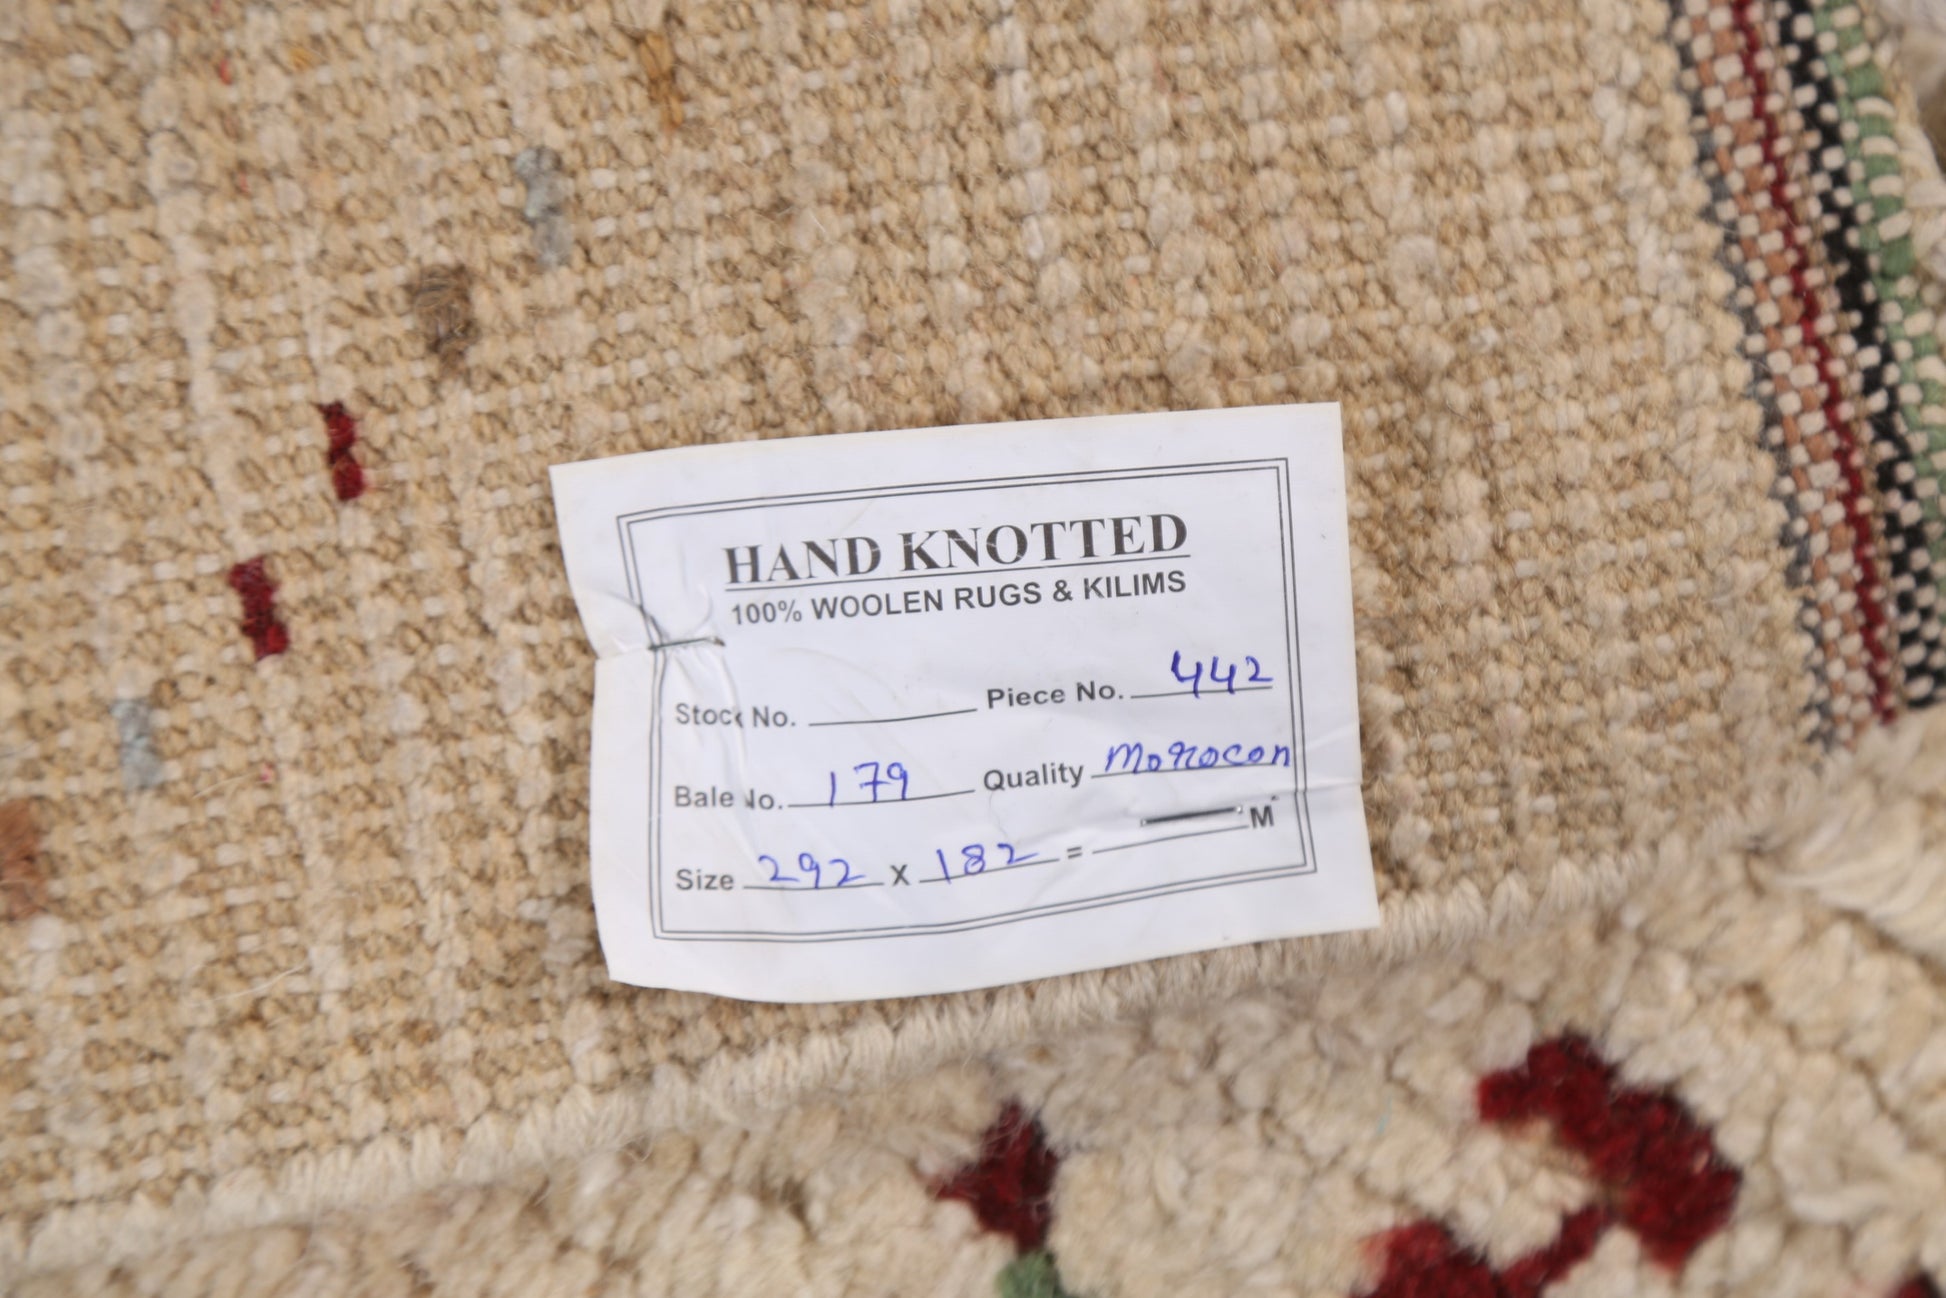 HAND KNOTTED
100% WOOLEN RUGS & KILIMS
Stock No. Piece No. 442
Bale No. 179 Quality Morocon
Size 292 x 182 = M